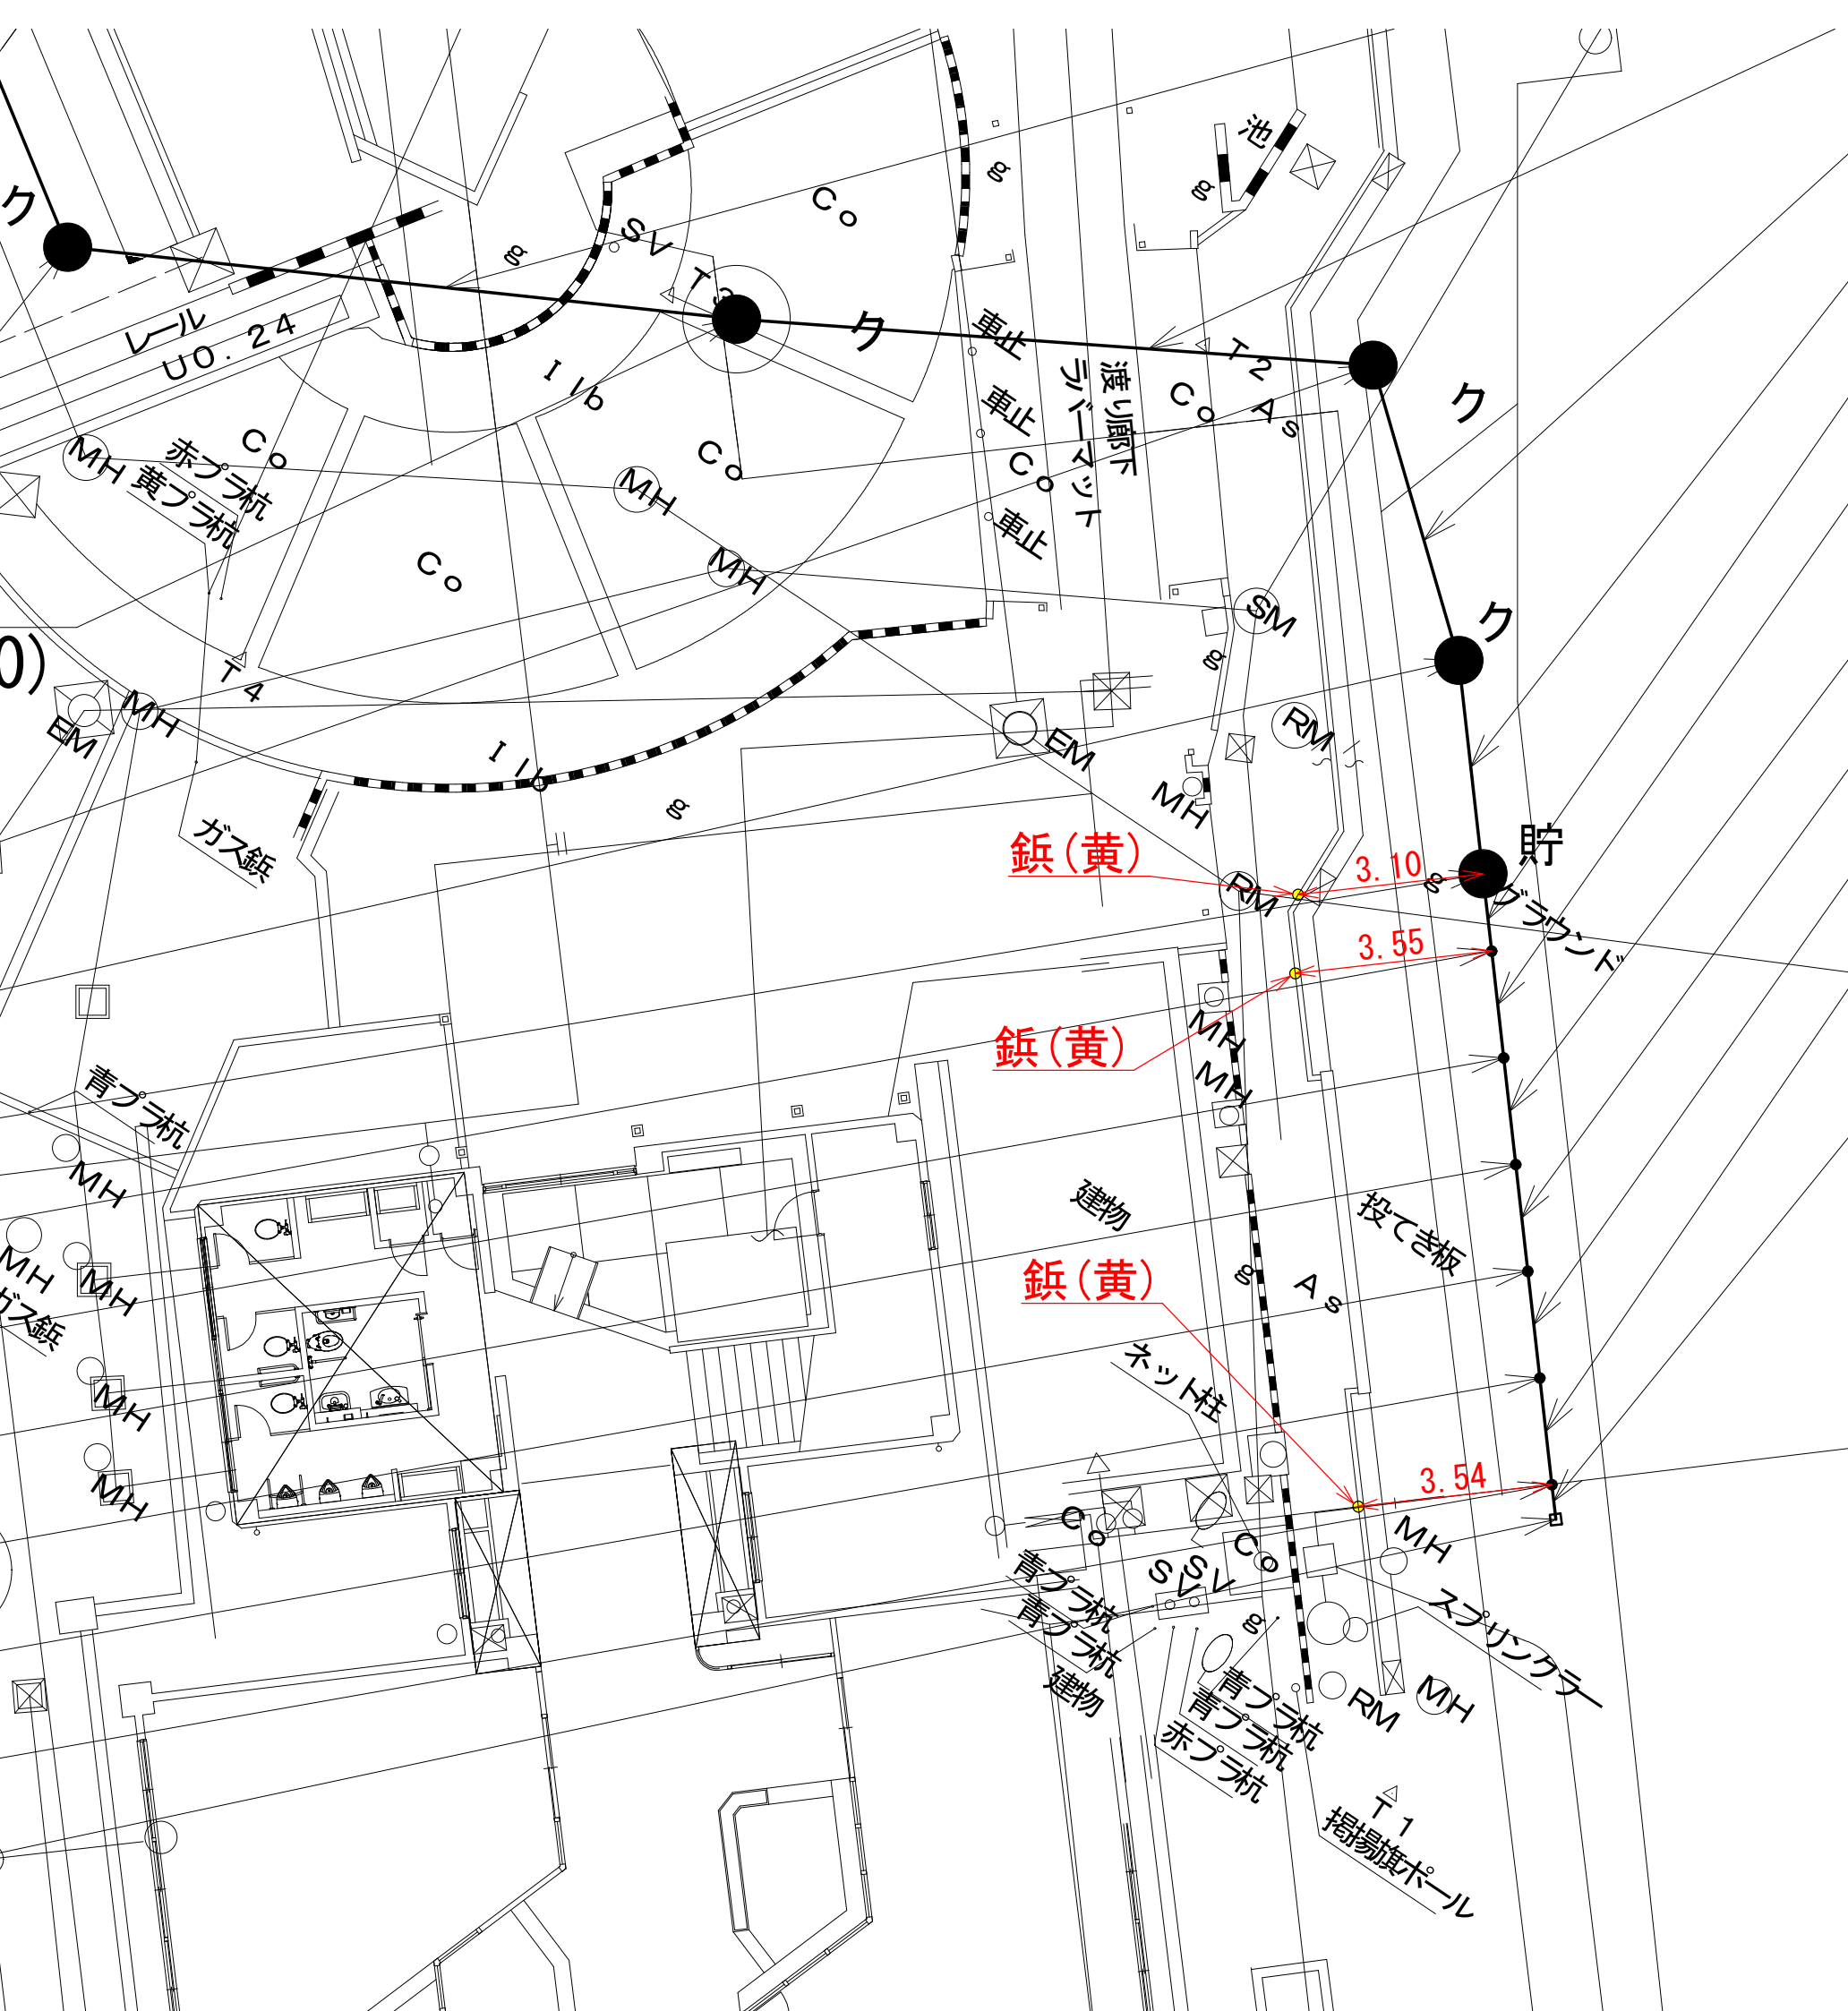 池
g
g
Co
ク
SV
g
T3
レール
UO. 24
ク
車止
渡り廊下
ラバーマット
T2
Co
As
ク
Ilb
車止
Co
赤プラ杭
黄プラ杭
MH
Co
MH
Co
車止
MH
Co
SM
ク
g
T4
MH
EM
RM
EM
Ilb
g
MH
ガス鋲
鋲(黄)
3.10
貯
g
RM
グラウンド
3.55
鋲(黄)
MH
MH
青プラ杭
MH
建物
投てき板
MH
MH
ガス鋲
鋲(黄)
g
As
ネット柱
MH
MH
3.54
Co
Co
MH
青プラ杭
SV
SV
青プラ杭
g
スプリンクラー
建物
青プラ杭
青プラ杭
赤プラ杭
RM
MH
T1
掲揚旗ポール